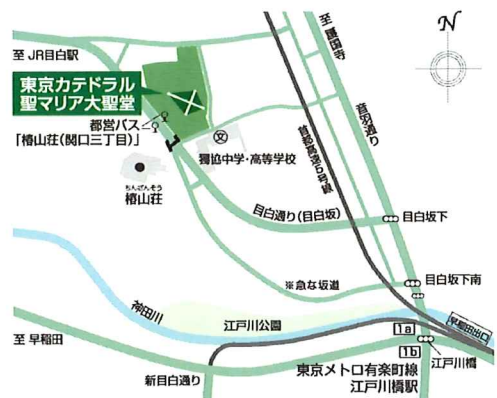 至 護国寺
N
至 JR目白駅
東京カテドラル
聖マリア大聖堂
音羽通り
都営バス
「椿山荘(関口三丁目)」
文
獨協中学・高等学校
首都高速5号線
ちんざんそう
椿山荘
目白通り(目白坂)
目白坂下
※急な坂道
目白坂下南
神田川
江戸川公園
早稲田出口
至 早稲田
1a
1b
江戸川橋
新目白通り
東京メトロ有楽町線
江戸川橋駅